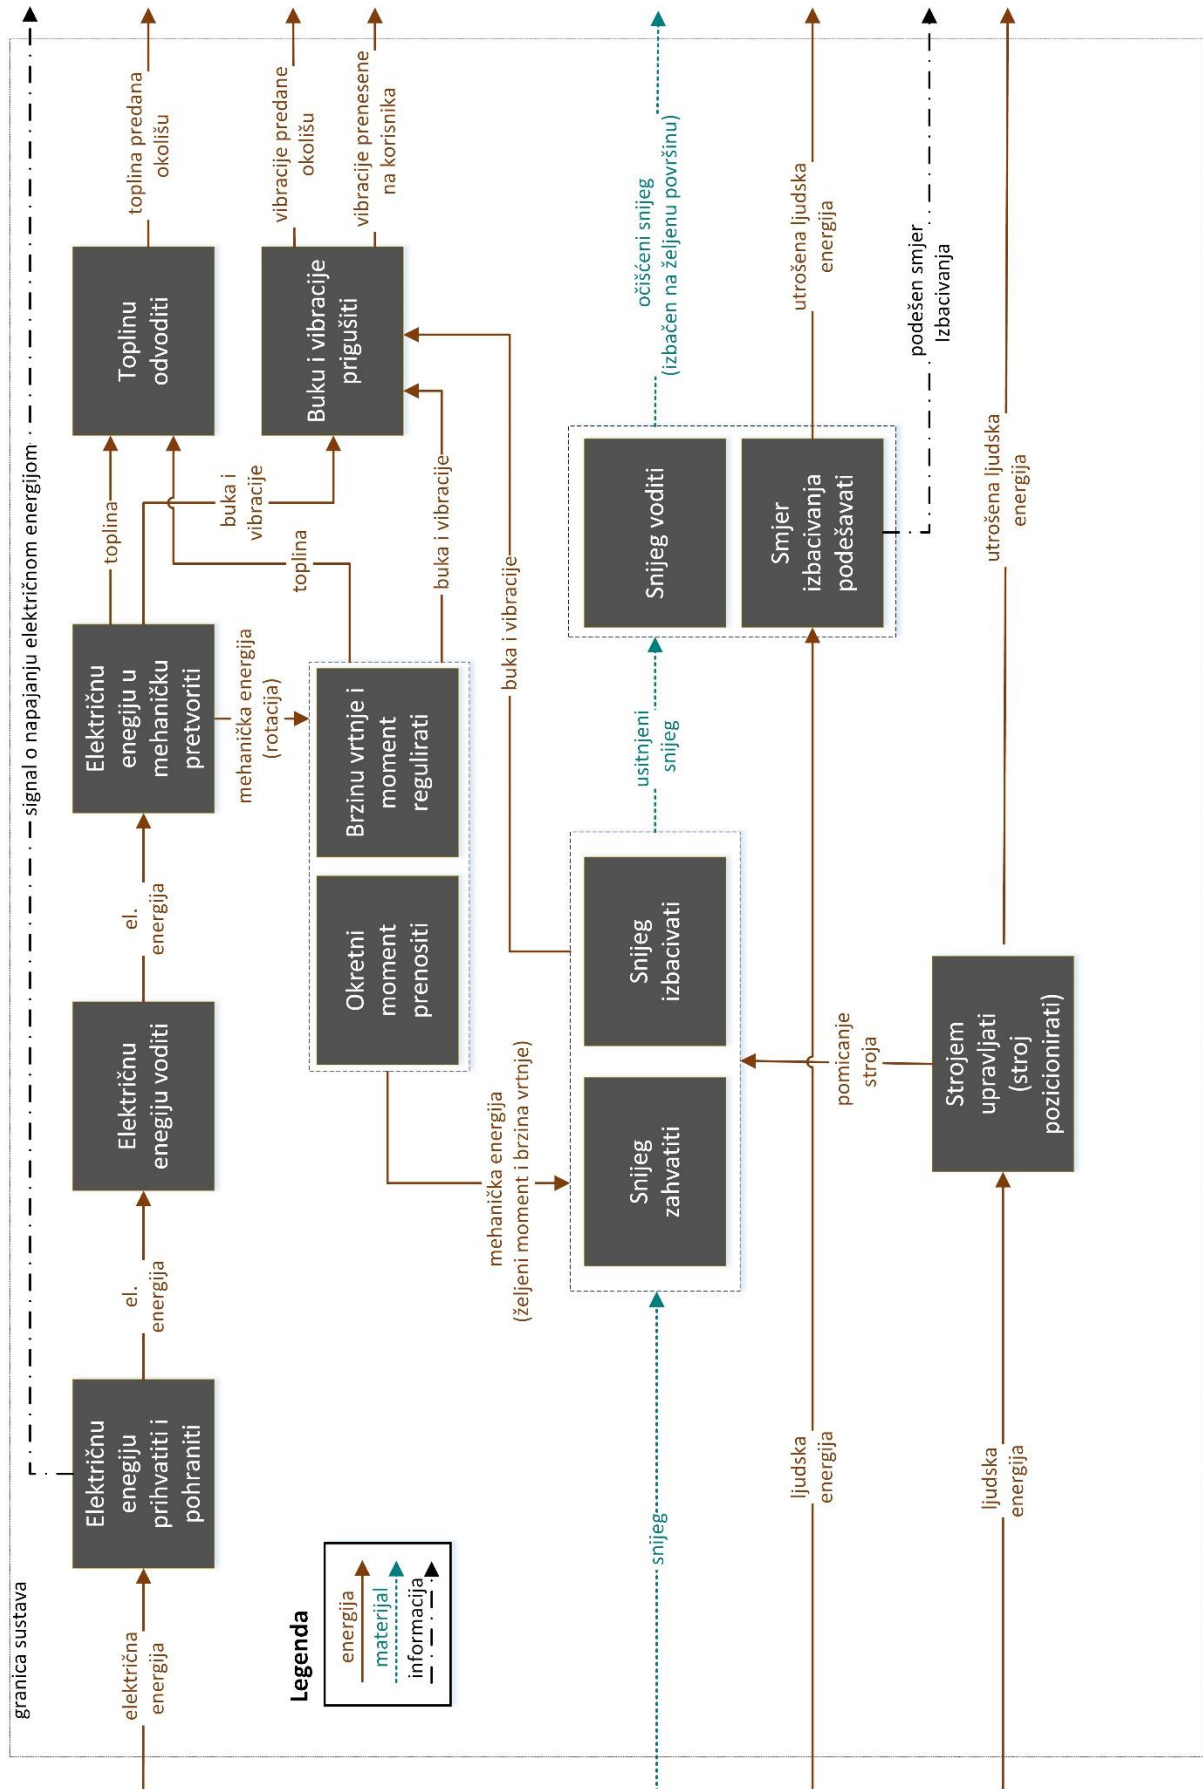 granica sustava
signal o napajanju električnom energijom
električna
energija
Električnu
enegiju
prihvatiti i
pohraniti
el.
energija
Električnu
enegiju voditi
el.
energija
Električnu
enegiju u
mehaničku
pretvoriti
toplina
buka i
vibracije
Toplinu
odvoditi
toplina predana
okolišu
mehanička energija
(rotacija)
toplina
Buku i vibracije
prigušiti
vibracije predane
okolišu
vibracije prenesene
na korisnika
Okretni
moment
prenositi
Brzinu vrtnje i
moment
regulirati
buka i vibracije
Legenda
energija
materijal
informacija
mehanička energija
(željeni moment i brzina vrtnje)
buka i vibracije
snijeg
Snijeg
zahvatiti
Snijeg
izbacivati
usitnjeni
snijeg
Snijeg voditi
očišćeni snijeg
(izbačen na željenu površinu)
ljudska
energija
pomicanje
stroja
Smjer
izbacivanja
podešavati
utrošena ljudska
energija
podešen smjer
Izbacivanja
ljudska
energija
Strojem
upravljati
(stroj
pozicionirati)
utrošena ljudska
energija